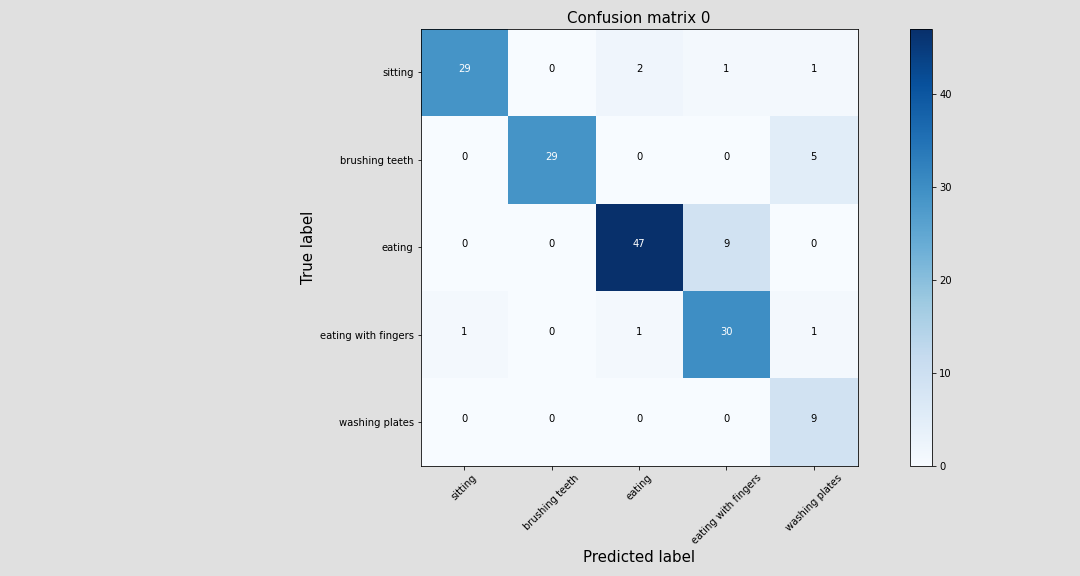 Confusion matrix 0
sitting 29 0 2 1 1
brushing teeth 0 29 0 0 5
eating 0 0 47 9 0
eating with fingers 1 0 1 30 1
washing plates 0 0 0 0 9
sitting brushing teeth eating eating with fingers washing plates
True label
Predicted label
40
30
20
10
0